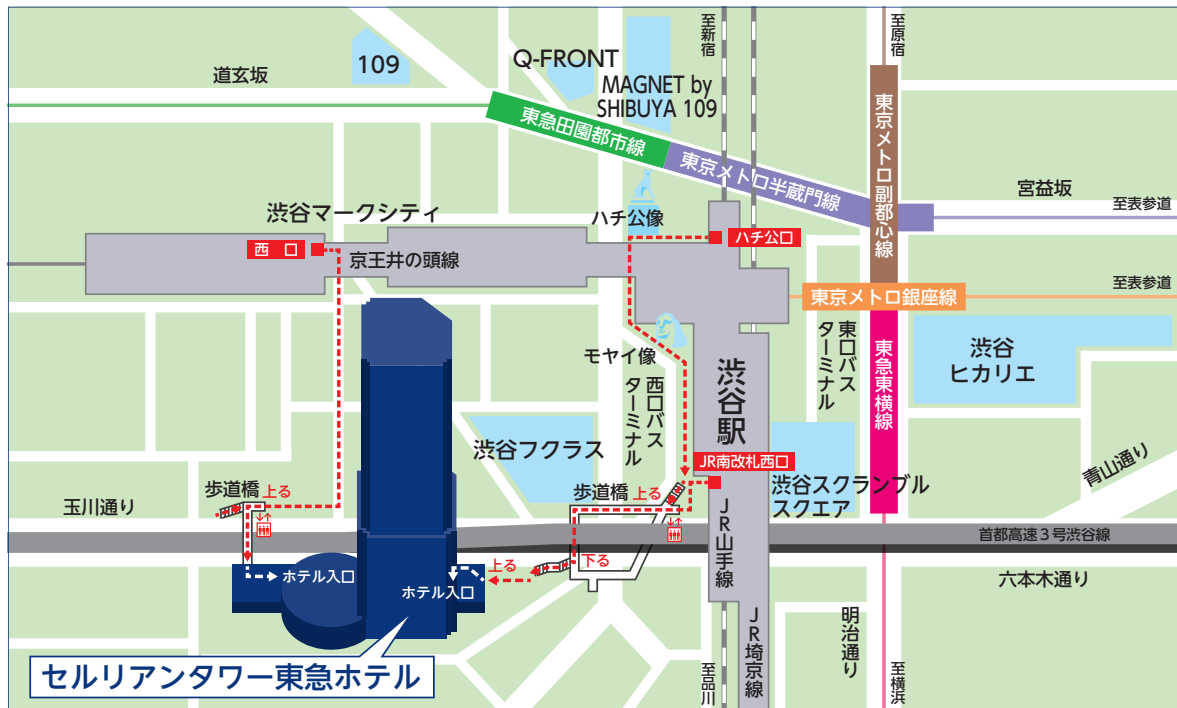 至新宿
至原宿
109
Q-FRONT
MAGNET by
SHIBUYA 109
道玄坂
東急田園都市線
東京メトロ半蔵門線
東京メトロ副都心線
宮益坂
至表参道
渋谷マークシティ
ハチ公像
ハチ公口
西 口
京王井の頭線
東京メトロ銀座線
至表参道
モヤイ像
西口バス
ターミナル
渋谷駅
東口バス
ターミナル
東急東横線
渋谷
ヒカリエ
渋谷フクラス
JR南改札西口
渋谷スクランブル
スクエア
青山通り
玉川通り
歩道橋
上る
歩道橋
上る
JR山手線
首都高速3号渋谷線
ホテル入口
ホテル入口
上る
下る
六本木通り
明治通り
JR埼京線
至品川
至横浜
セルリアンタワー東急ホテル